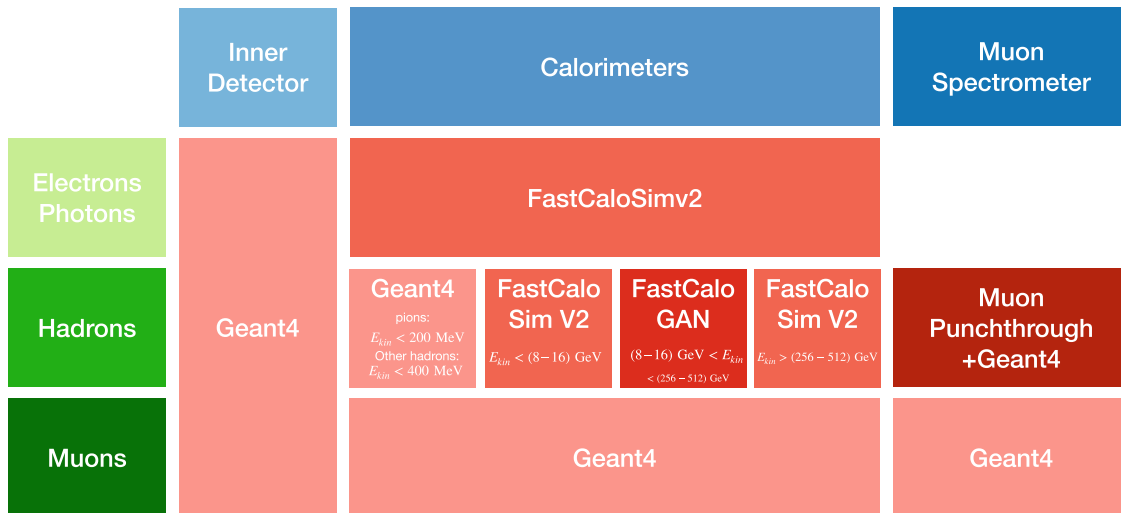 Inner
Detector
Calorimeters
Muon
Spectrometer
Electrons
Photons
Geant4
FastCaloSimv2
Hadrons
Geant4
pions:
E_kin < 200 MeV
Other hadrons:
E_kin < 400 MeV
FastCalo
Sim V2
E_kin < (8−16) GeV
FastCalo
GAN
(8−16) GeV < E_kin
< (256 − 512) GeV
FastCalo
Sim V2
E_kin > (256 − 512) GeV
Muon
Punchthrough
+Geant4
Muons
Geant4
Geant4